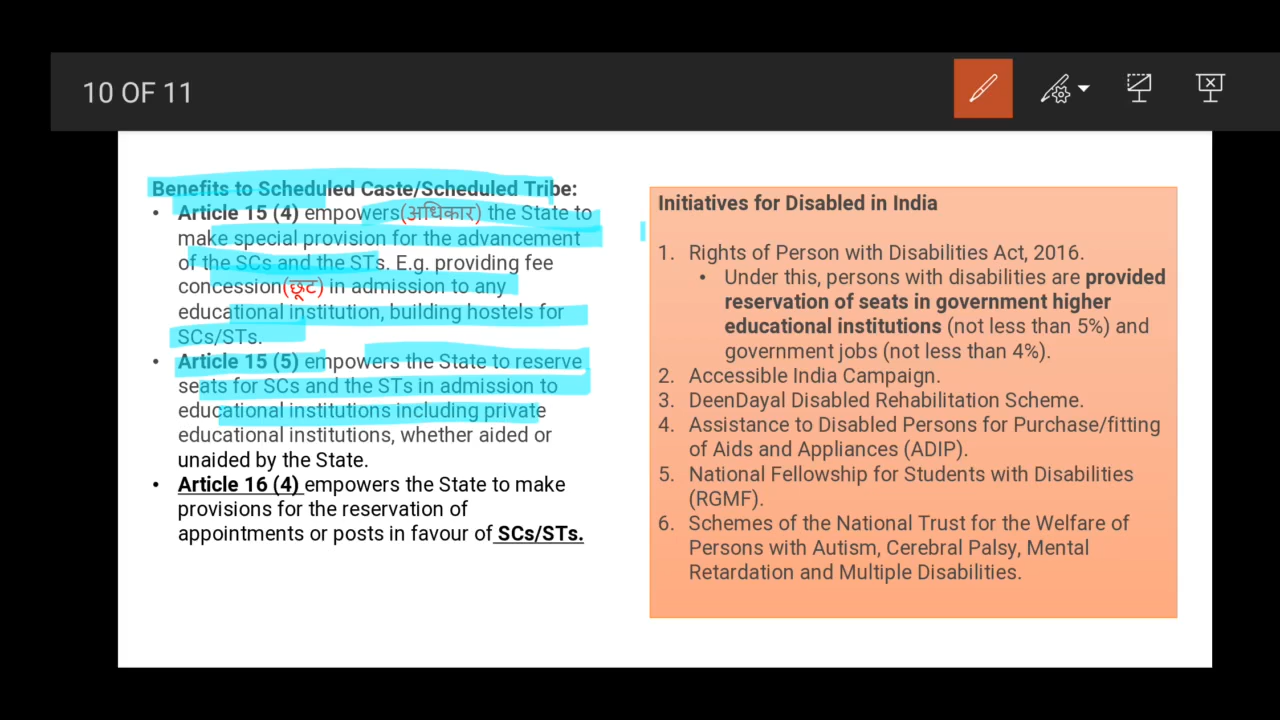 10 OF 11
Benefits to Scheduled Caste/Scheduled Tribe:
• Article 15 (4) empowers(अधिकार) the State to
make special provision for the advancement
of the SCs and the STs. E.g. providing fee
concession(छूट) in admission to any
educational institution, building hostels for
SCs/STs.
• Article 15 (5) empowers the State to reserve
seats for SCs and the STs in admission to
educational institutions including private
educational institutions, whether aided or
unaided by the State.
• Article 16 (4) empowers the State to make
provisions for the reservation of
appointments or posts in favour of SCs/STs.
Initiatives for Disabled in India
1. Rights of Person with Disabilities Act, 2016.
• Under this, persons with disabilities are provided
reservation of seats in government higher
educational institutions (not less than 5%) and
government jobs (not less than 4%).
2. Accessible India Campaign.
3. DeenDayal Disabled Rehabilitation Scheme.
4. Assistance to Disabled Persons for Purchase/fitting
of Aids and Appliances (ADIP).
5. National Fellowship for Students with Disabilities
(RGMF).
6. Schemes of the National Trust for the Welfare of
Persons with Autism, Cerebral Palsy, Mental
Retardation and Multiple Disabilities.